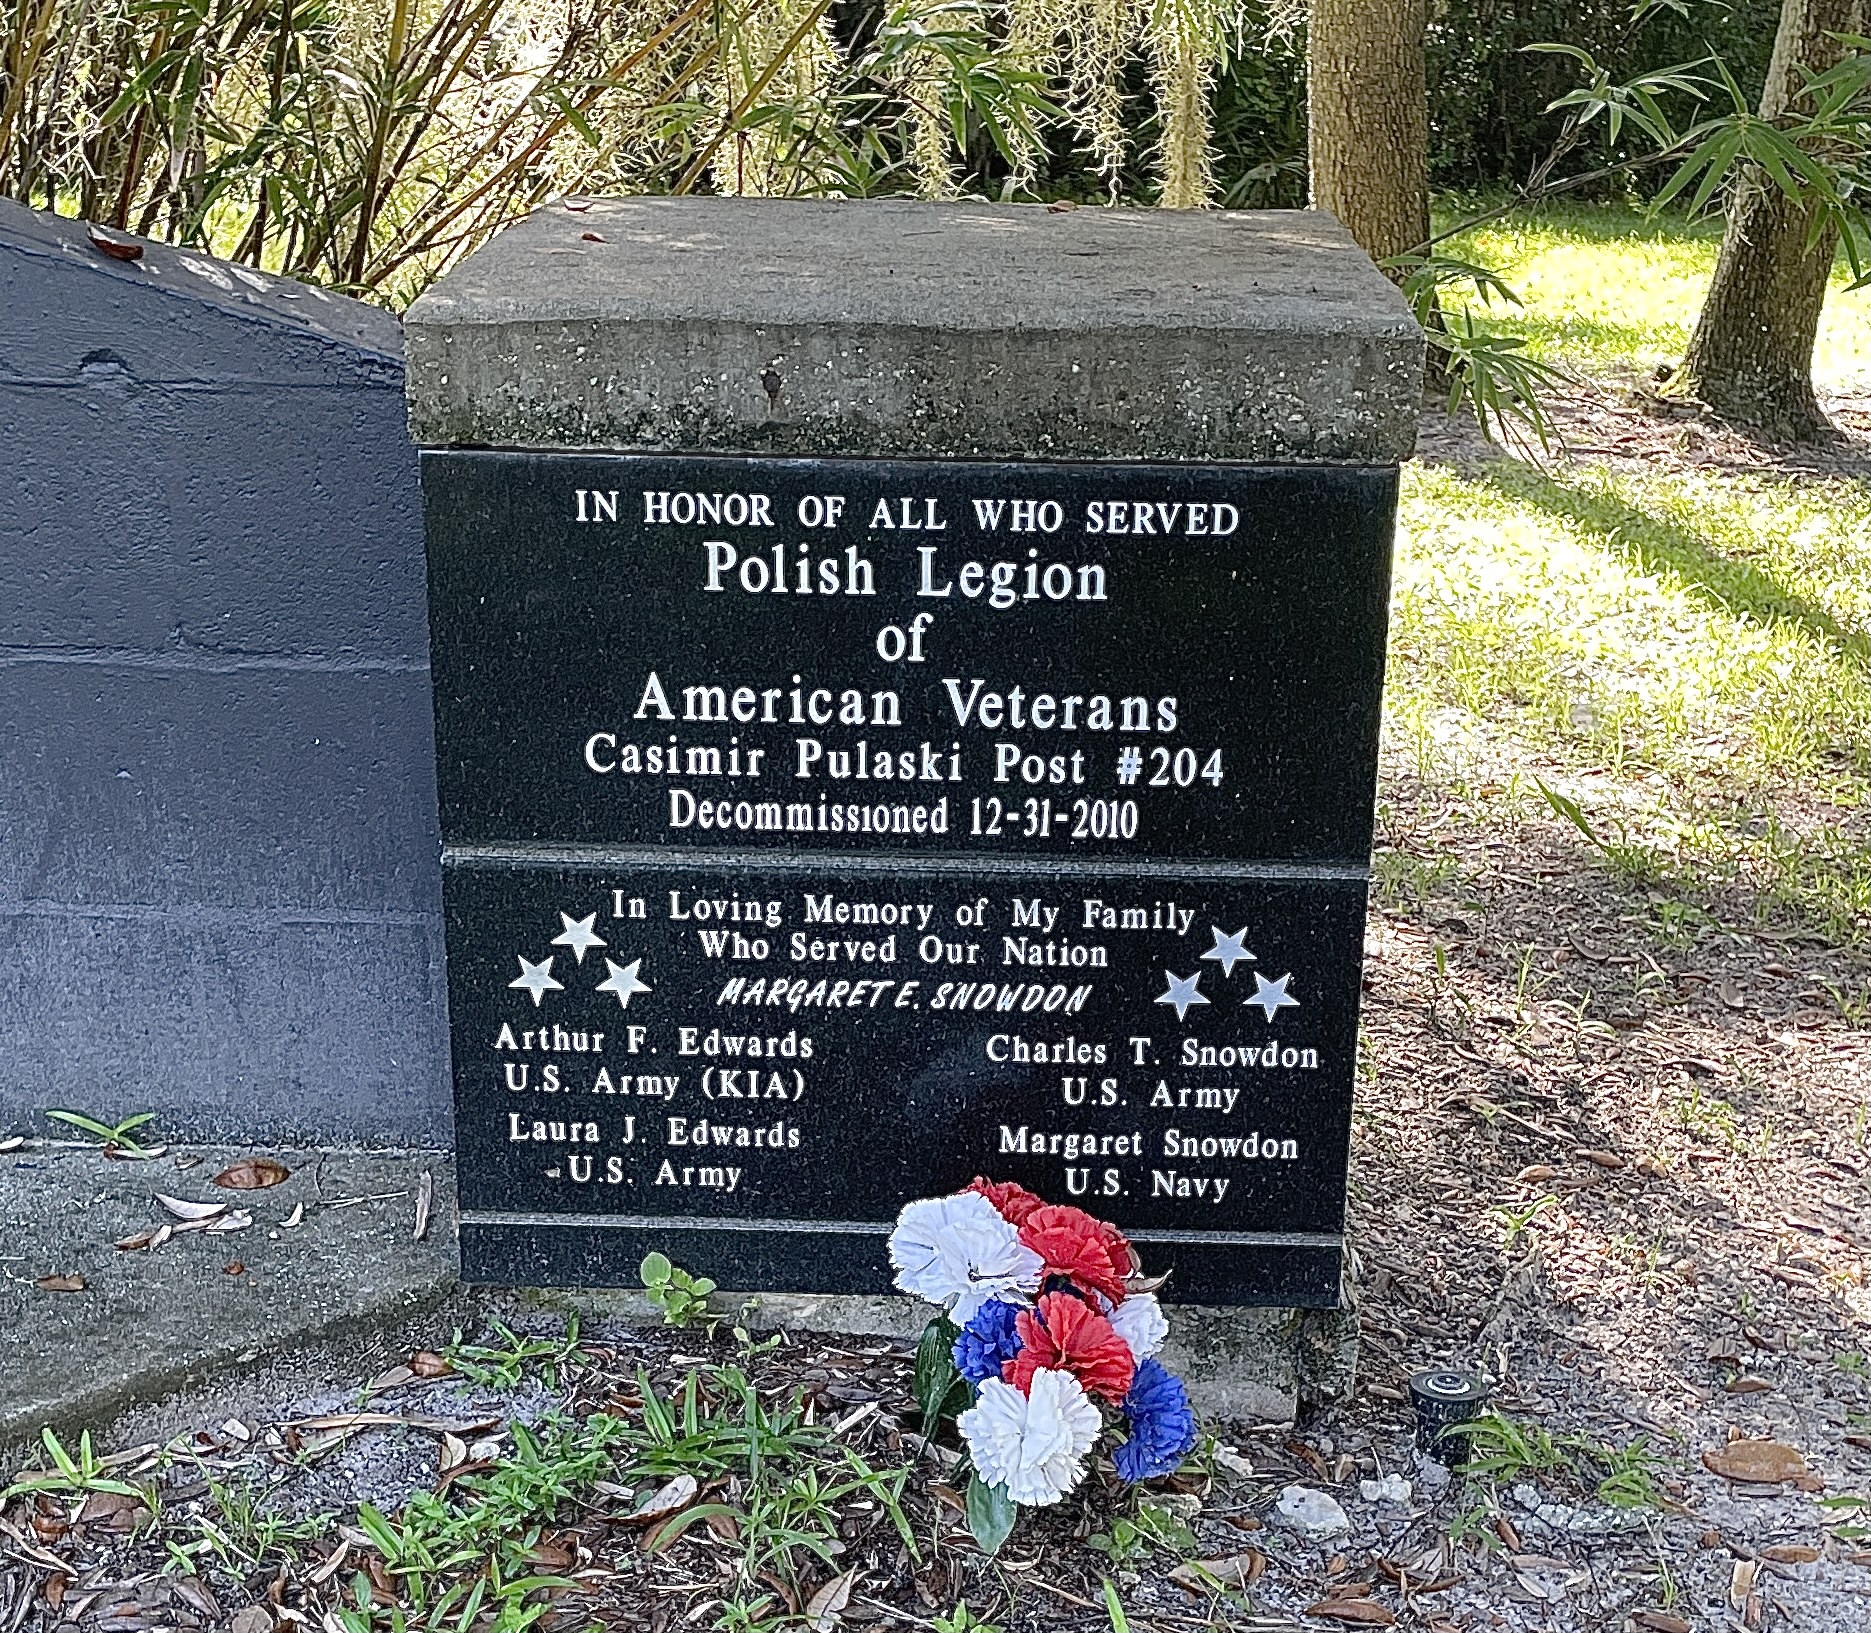 IN HONOR OF ALL WHO SERVED
Polish Legion
of
American Veterans
Casimir Pulaski Post #204
Decommissioned 12-31-2010
In Loving Memory of My Family
Who Served Our Nation
MARGARET E. SNOWDON
Arthur F. Edwards
U.S. Army (KIA)
Laura J. Edwards
U.S. Army
Charles T. Snowdon
U.S. Army
Margaret Snowdon
U.S. Navy